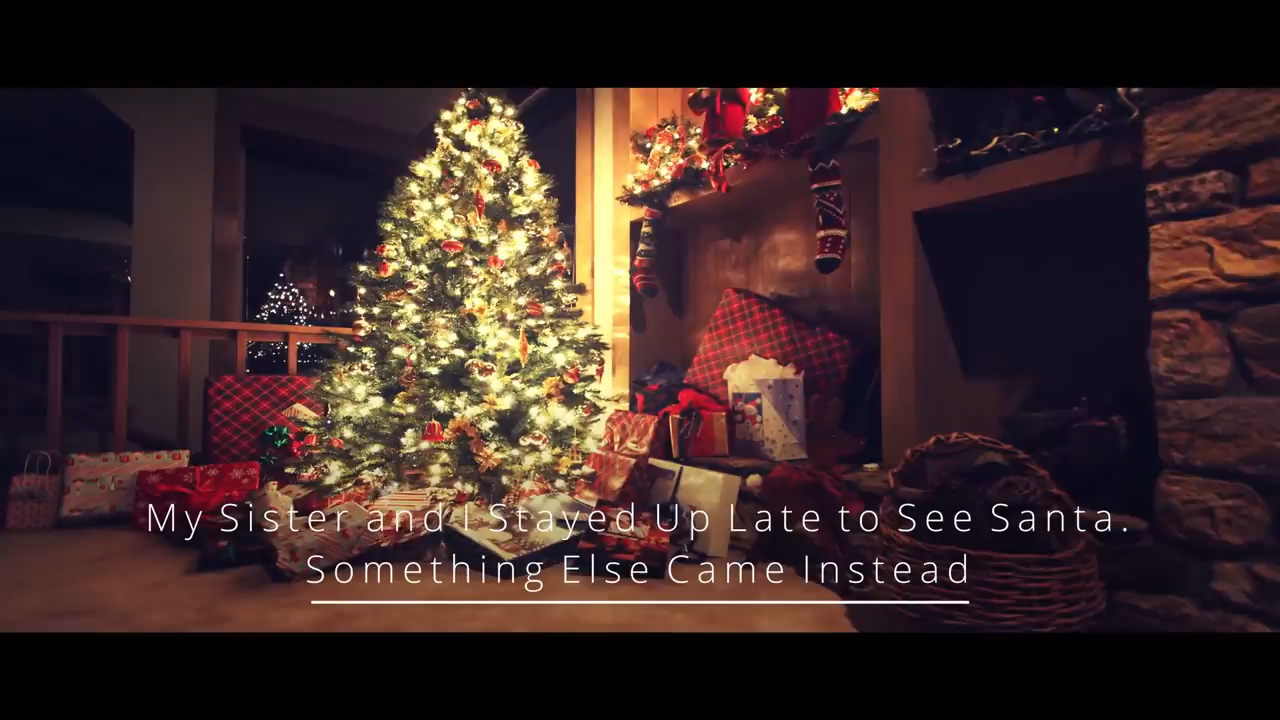 My Sister and I Stayed Up Late to See Santa.
Something Else Came Instead